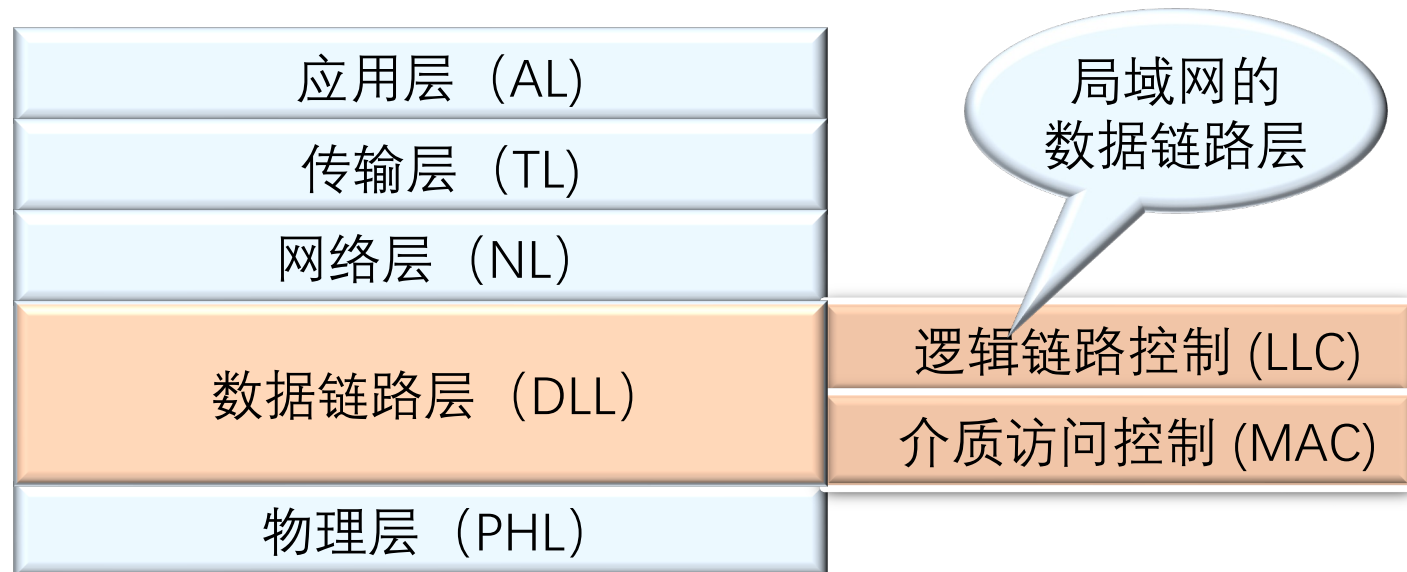 应用层（AL)
传输层（TL)
网络层（NL）
数据链路层（DLL）
物理层（PHL）
局域网的
数据链路层
逻辑链路控制 (LLC)
介质访问控制 (MAC)